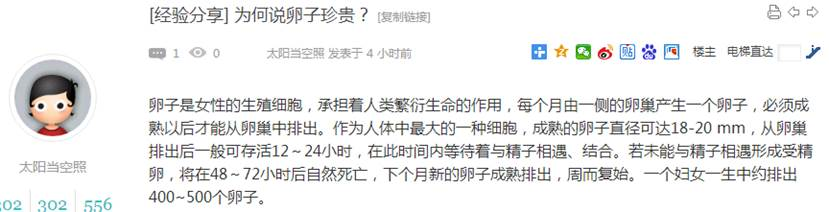 [经验分享] 为何说卵子珍贵？ [复制链接]
1 0 太阳当空照 发表于 4 小时前 贴 楼主 电梯直达
卵子是女性的生殖细胞，承担着人类繁衍生命的作用，每个月由一侧的卵巢产生一个卵子，必须成
熟以后才能从卵巢中排出。作为人体中最大的一种细胞，成熟的卵子直径可达18-20 mm，从卵巢
排出后一般可存活12～24小时，在此时间内等待着与精子相遇、结合。若未能与精子相遇形成受精
卵，将在48～72小时后自然死亡，下个月新的卵子成熟排出，周而复始。一个妇女一生中约排出
400~500个卵子。
太阳当空照
302 302 556